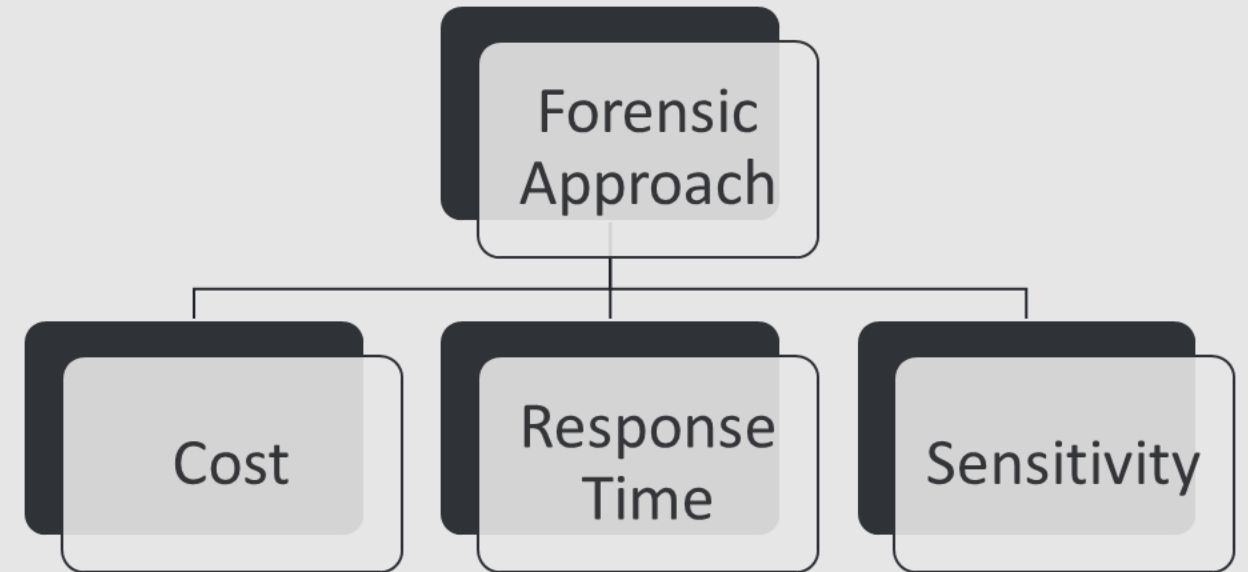 Forensic
Approach
Cost
Response
Time
Sensitivity